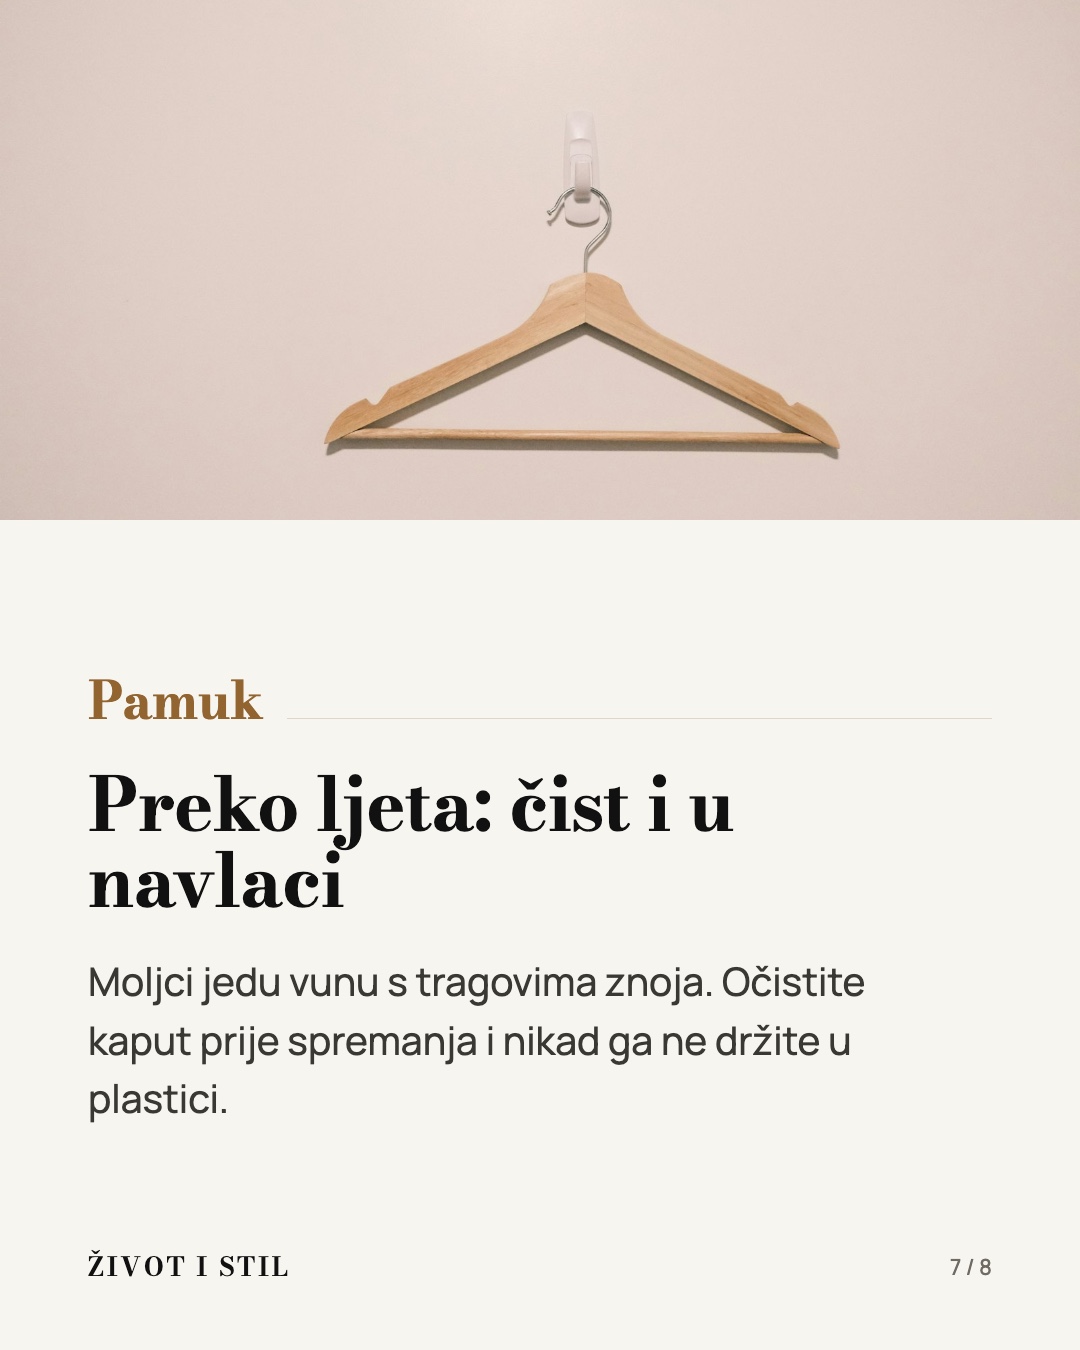 Pamuk
Preko ljeta: čist i u
navlaci
Moljci jedu vunu s tragovima znoja. Očistite
kaput prije spremanja i nikad ga ne držite u
plastici.
ŽIVOT I STIL
7 / 8